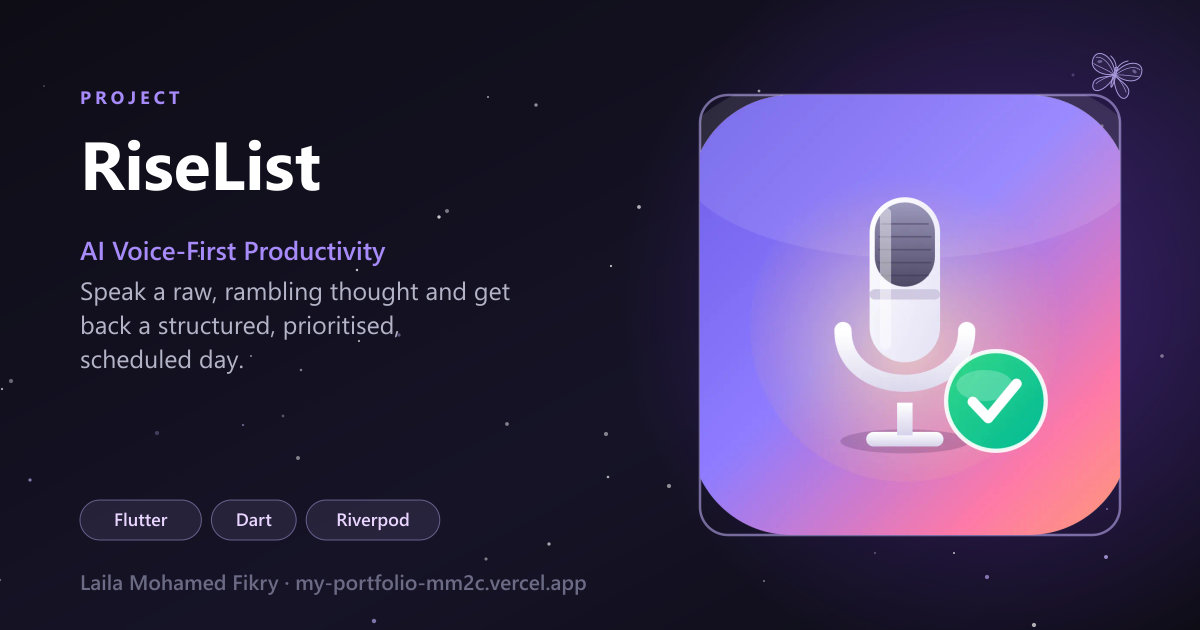 PROJECT
RiseList
AI Voice-First Productivity
Speak a raw, rambling thought and get
back a structured, prioritised,
scheduled day.
Flutter
Dart
Riverpod
Laila Mohamed Fikry · my-portfolio-mm2c.vercel.app